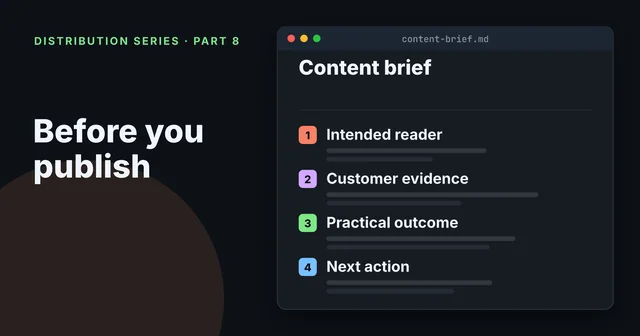 DISTRIBUTION SERIES · PART 8
Before you
publish
content-brief.md
Content brief
1 Intended reader
2 Customer evidence
3 Practical outcome
4 Next action